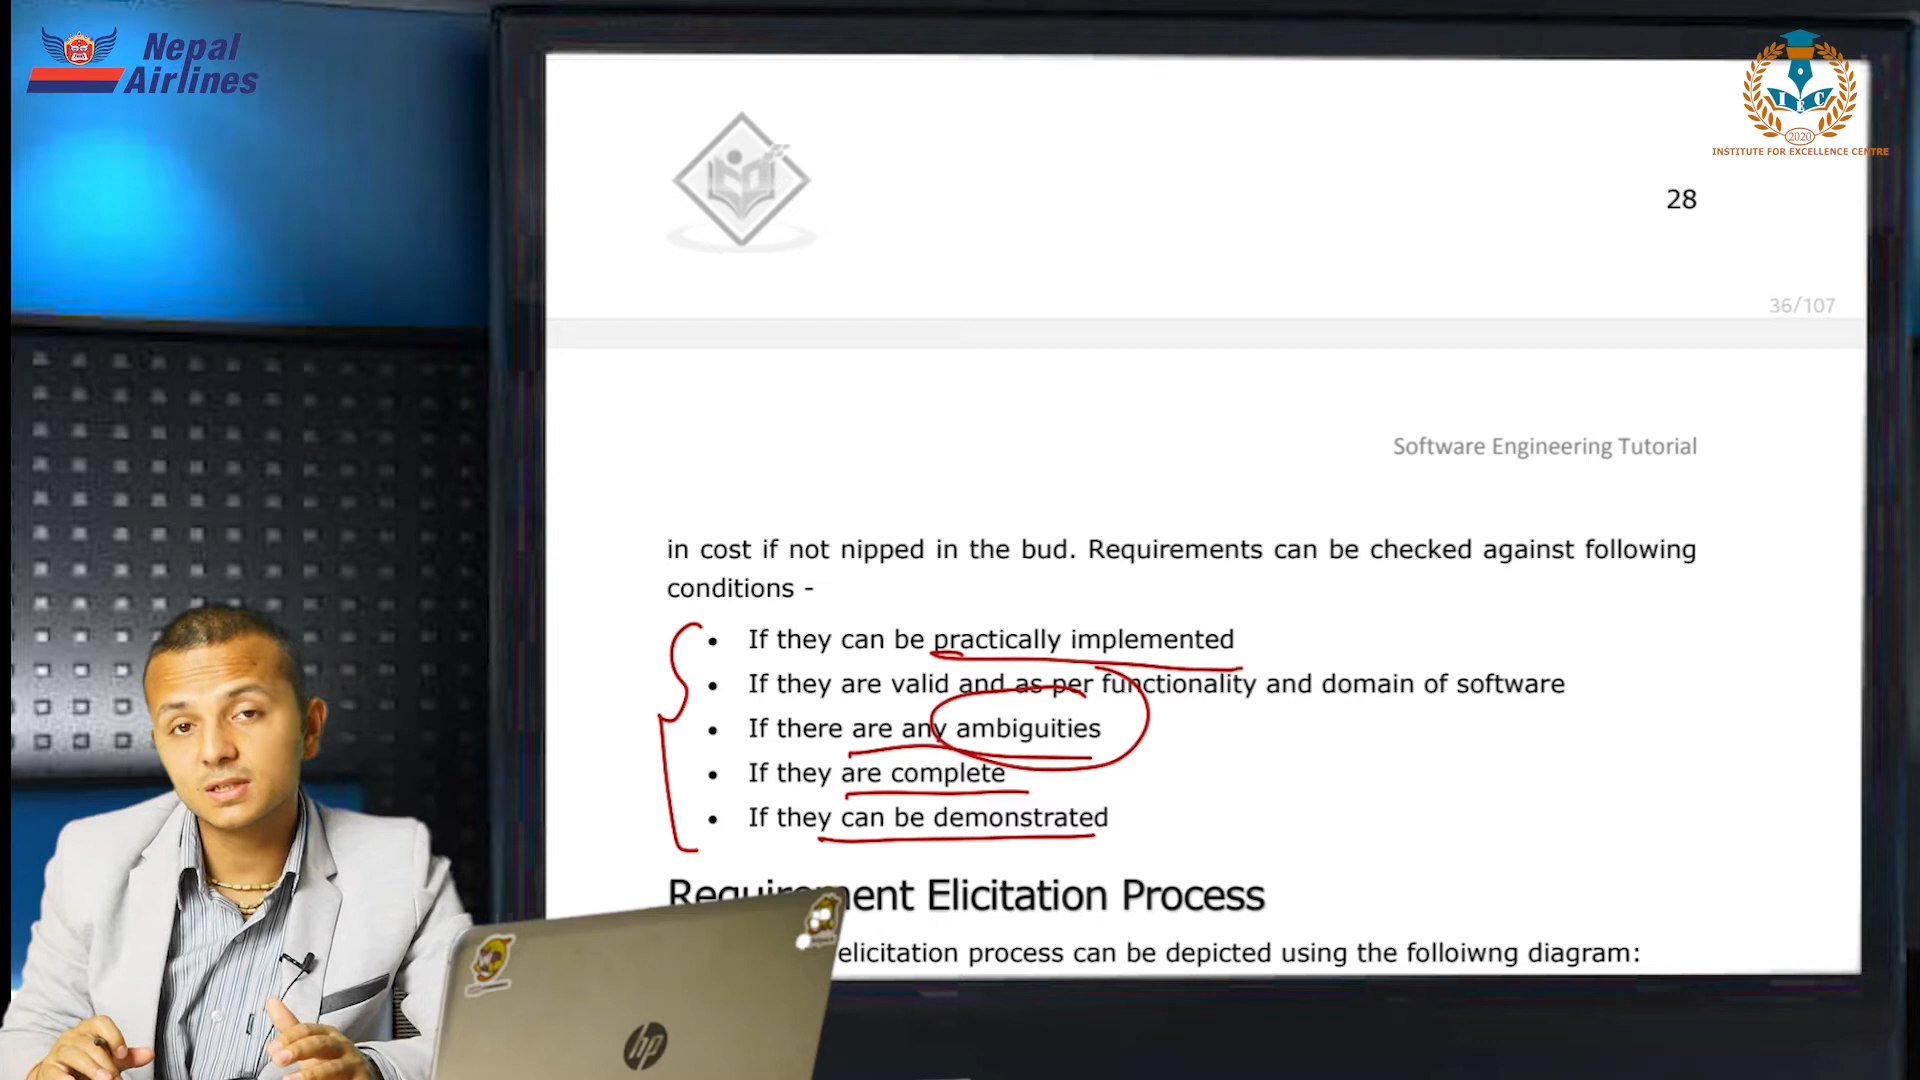 Nepal
Airlines
I E C
2020
INSTITUTE FOR EXCELLENCE CENTRE
28
36/107
Software Engineering Tutorial
in cost if not nipped in the bud. Requirements can be checked against following
conditions -
• If they can be practically implemented
• If they are valid and as per functionality and domain of software
• If there are any ambiguities
• If they are complete
• If they can be demonstrated
Elicitation Process
elicitation process can be depicted using the folloiwng diagram:
hp